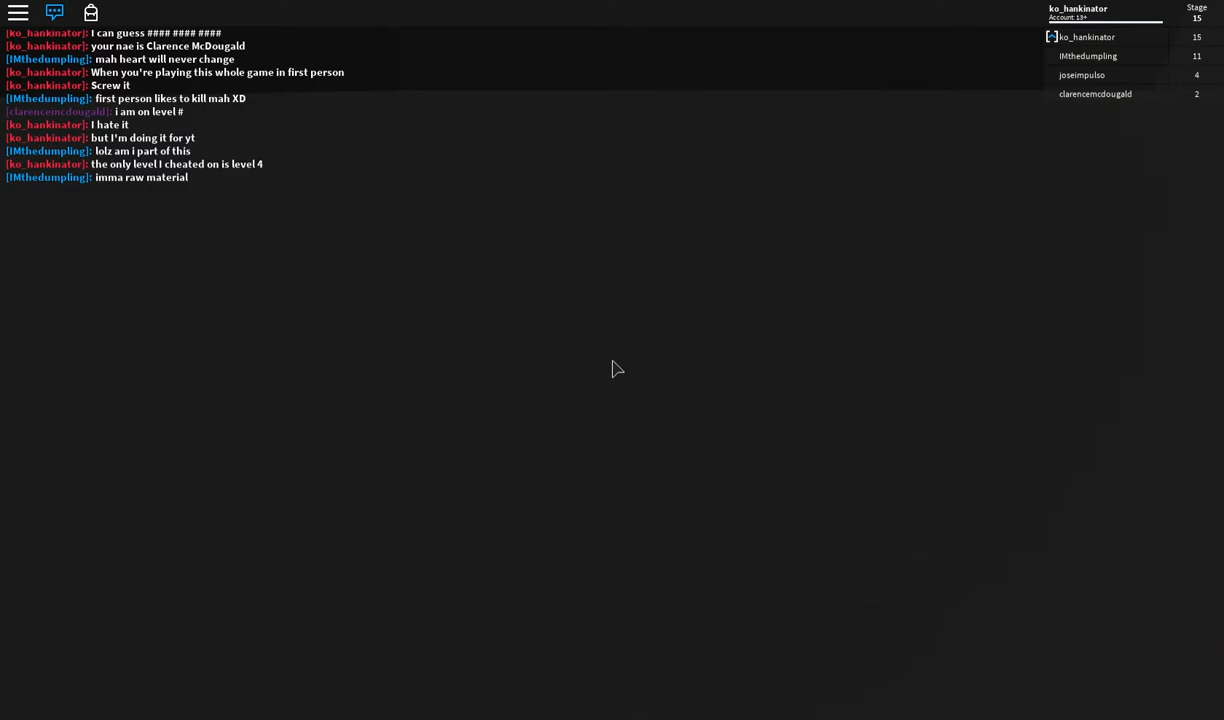 ko_hankinator
Account: 13+
Stage
15
[ko_hankinator]: I can guess #### #### ####
[ko_hankinator]: your nae is Clarence McDougald
[IMthedumpling]: mah heart will never change
[ko_hankinator]: When you're playing this whole game in first person
[ko_hankinator]: Screw it
[IMthedumpling]: first person likes to kill mah XD
[clarencemcdougald]: i am on level #
[ko_hankinator]: I hate it
[ko_hankinator]: but I'm doing it for yt
[IMthedumpling]: lolz am i part of this
[ko_hankinator]: the only level I cheated on is level 4
[IMthedumpling]: imma raw material
ko_hankinator 15
IMthedumpling 11
joseimpulso 4
clarencemcdougald 2